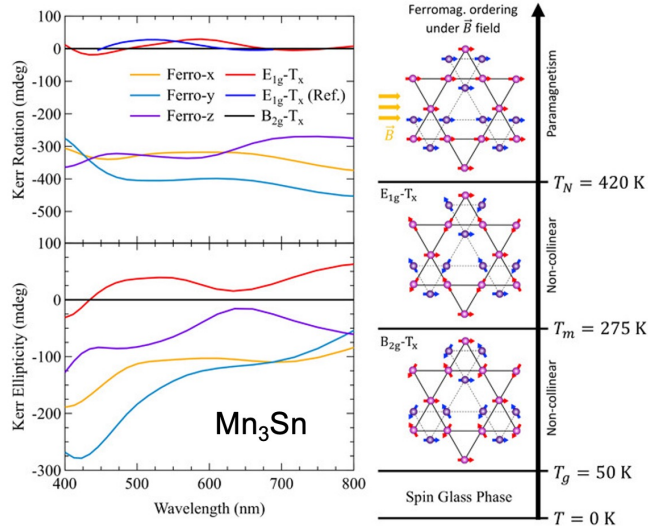 Ferromag. ordering
under B⃗ field
100
0
-100
-200
-300
-400
-500
Kerr Rotation (mdeg)
Ferro-x
Ferro-y
Ferro-z
E1g-Tx
E1g-Tx (Ref.)
B2g-Tx
100
0
-100
-200
-300
Kerr Ellipticity (mdeg)
Mn3Sn
400
500
600
700
800
Wavelength (nm)
B⃗
Paramagnetism
TN = 420 K
E1g-Tx
Non-collinear
Tm = 275 K
B2g-Tx
Non-collinear
Tg = 50 K
Spin Glass Phase
T = 0 K